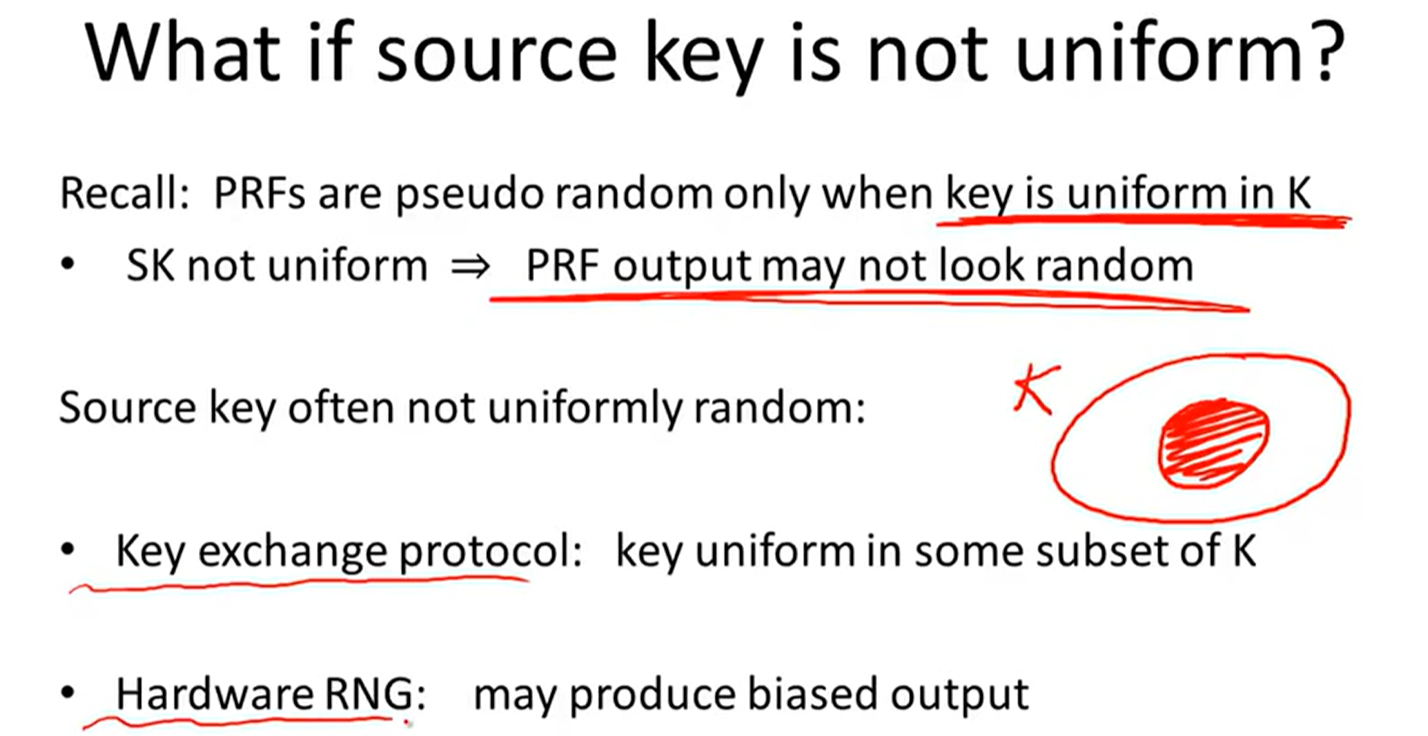 What if source key is not uniform?
Recall: PRFs are pseudo random only when key is uniform in K
• SK not uniform ⇒ PRF output may not look random
Source key often not uniformly random:
K
• Key exchange protocol: key uniform in some subset of K
• Hardware RNG: may produce biased output